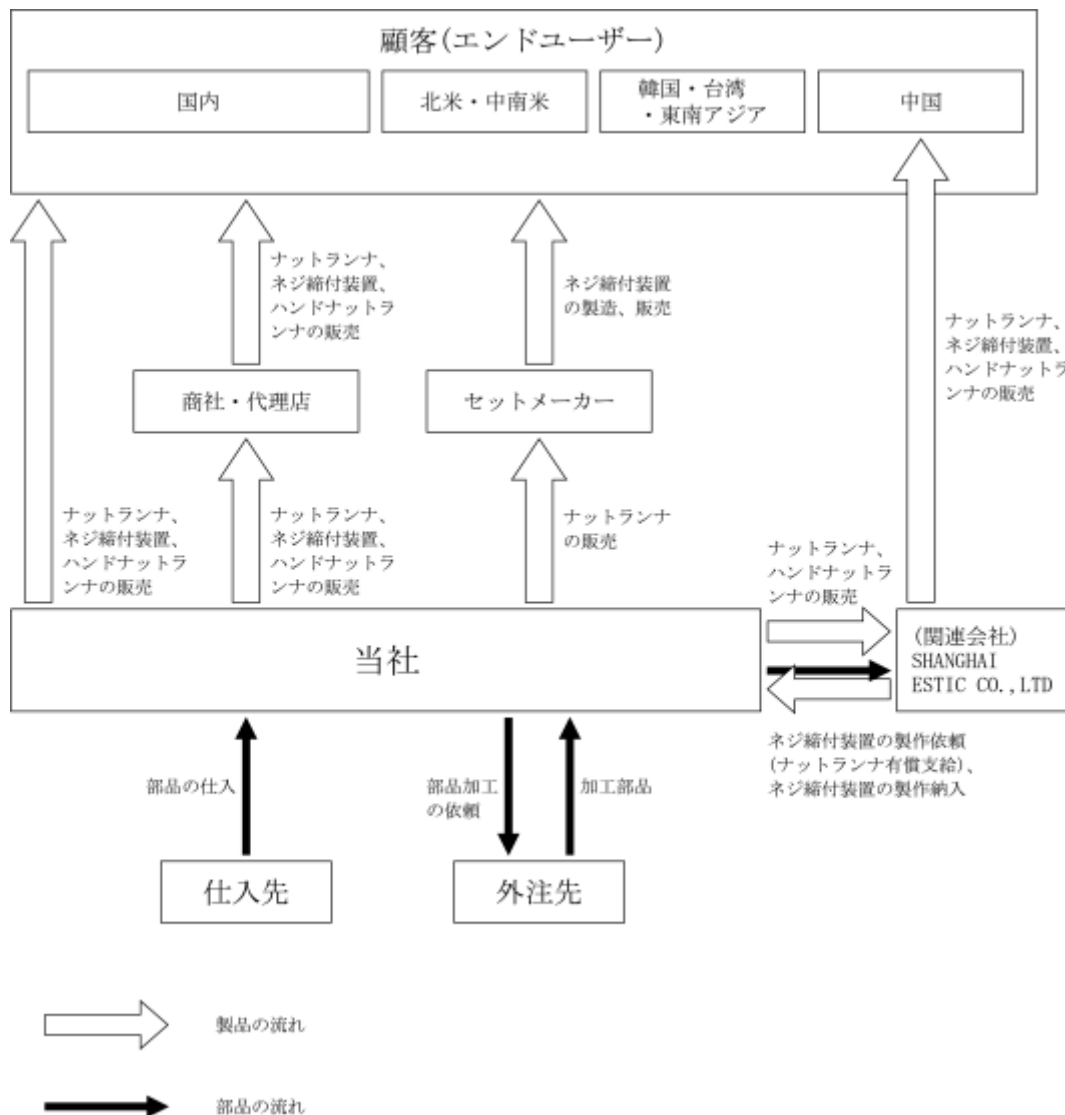 顧客(エンドユーザー)
国内
北米・中南米
韓国・台湾
・東南アジア
中国
ナットランナ、
ネジ締付装置、
ハンドナットラ
ンナの販売
ネジ締付装置
の製造、販売
ナットランナ、
ネジ締付装置、
ハンドナットラ
ンナの販売
商社・代理店
セットメーカー
ナットランナ、
ネジ締付装置、
ハンドナットラ
ンナの販売
ナットランナ、
ネジ締付装置、
ハンドナットラ
ンナの販売
ナットランナ
の販売
ナットランナ、
ハンドナットラ
ンナの販売
当社
(関連会社)
SHANGHAI
ESTIC CO.,LTD
ネジ締付装置の製作依頼
(ナットランナ有償支給)、
ネジ締付装置の製作納入
部品の仕入
部品加工
の依頼
加工部品
仕入先
外注先
製品の流れ
部品の流れ